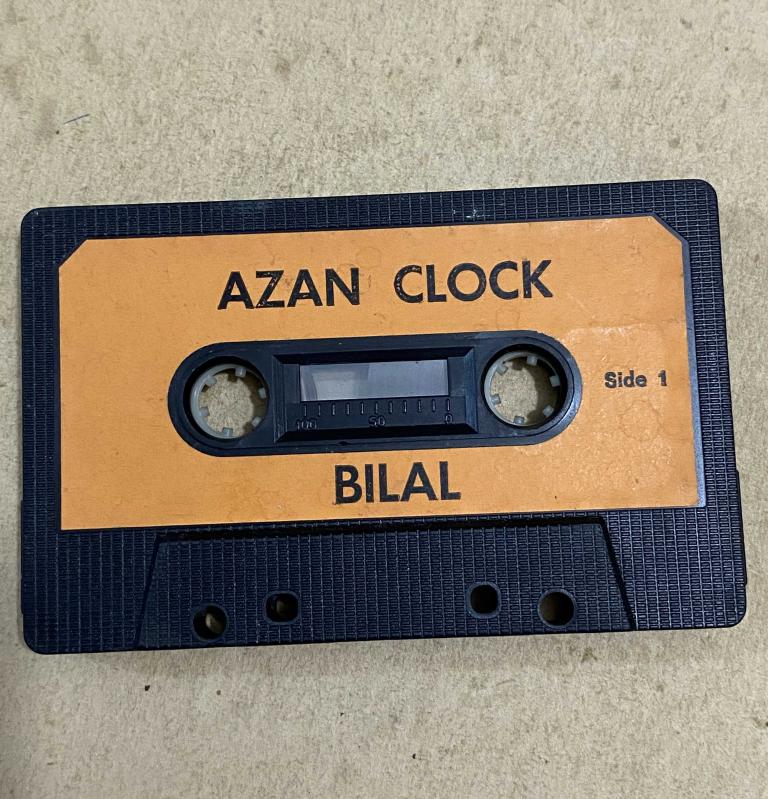 AZAN CLOCK
Side 1
100 50 0
BILAL